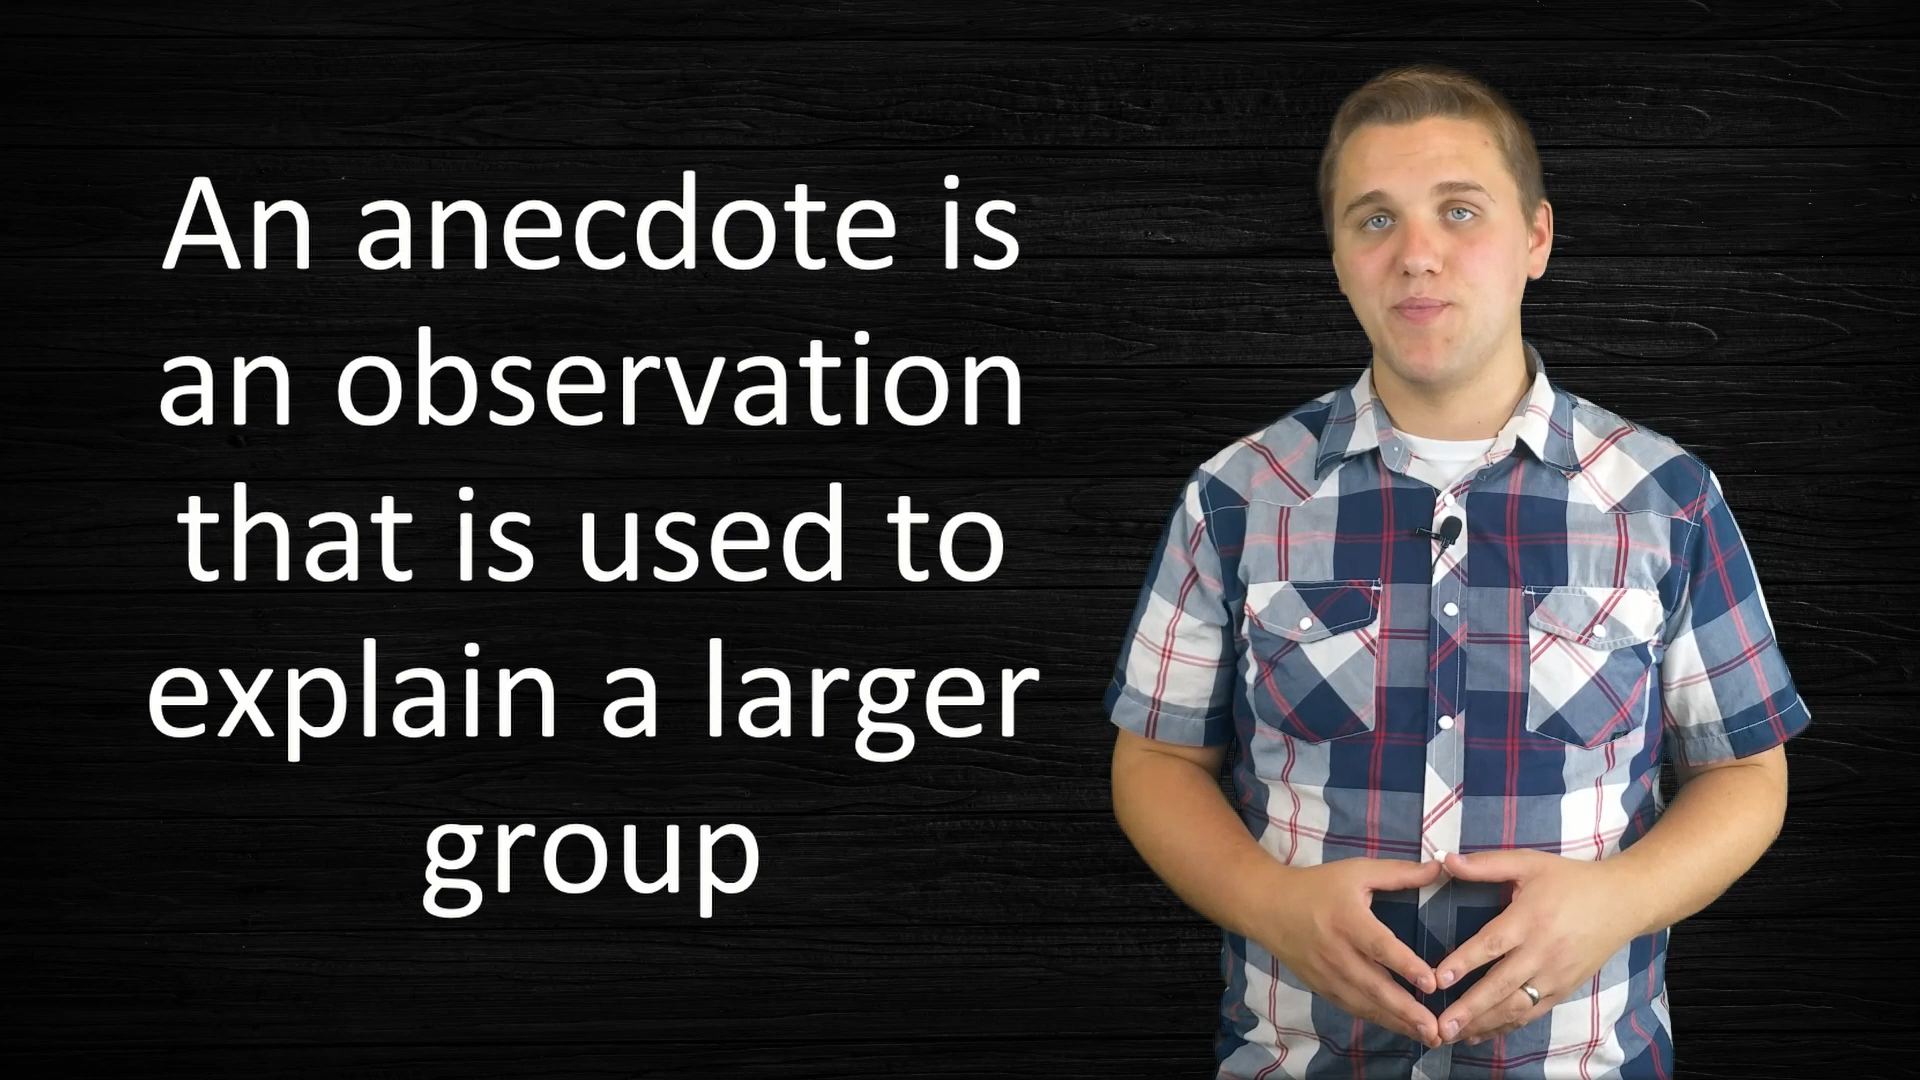 An anecdote is
an observation
that is used to
explain a larger
group